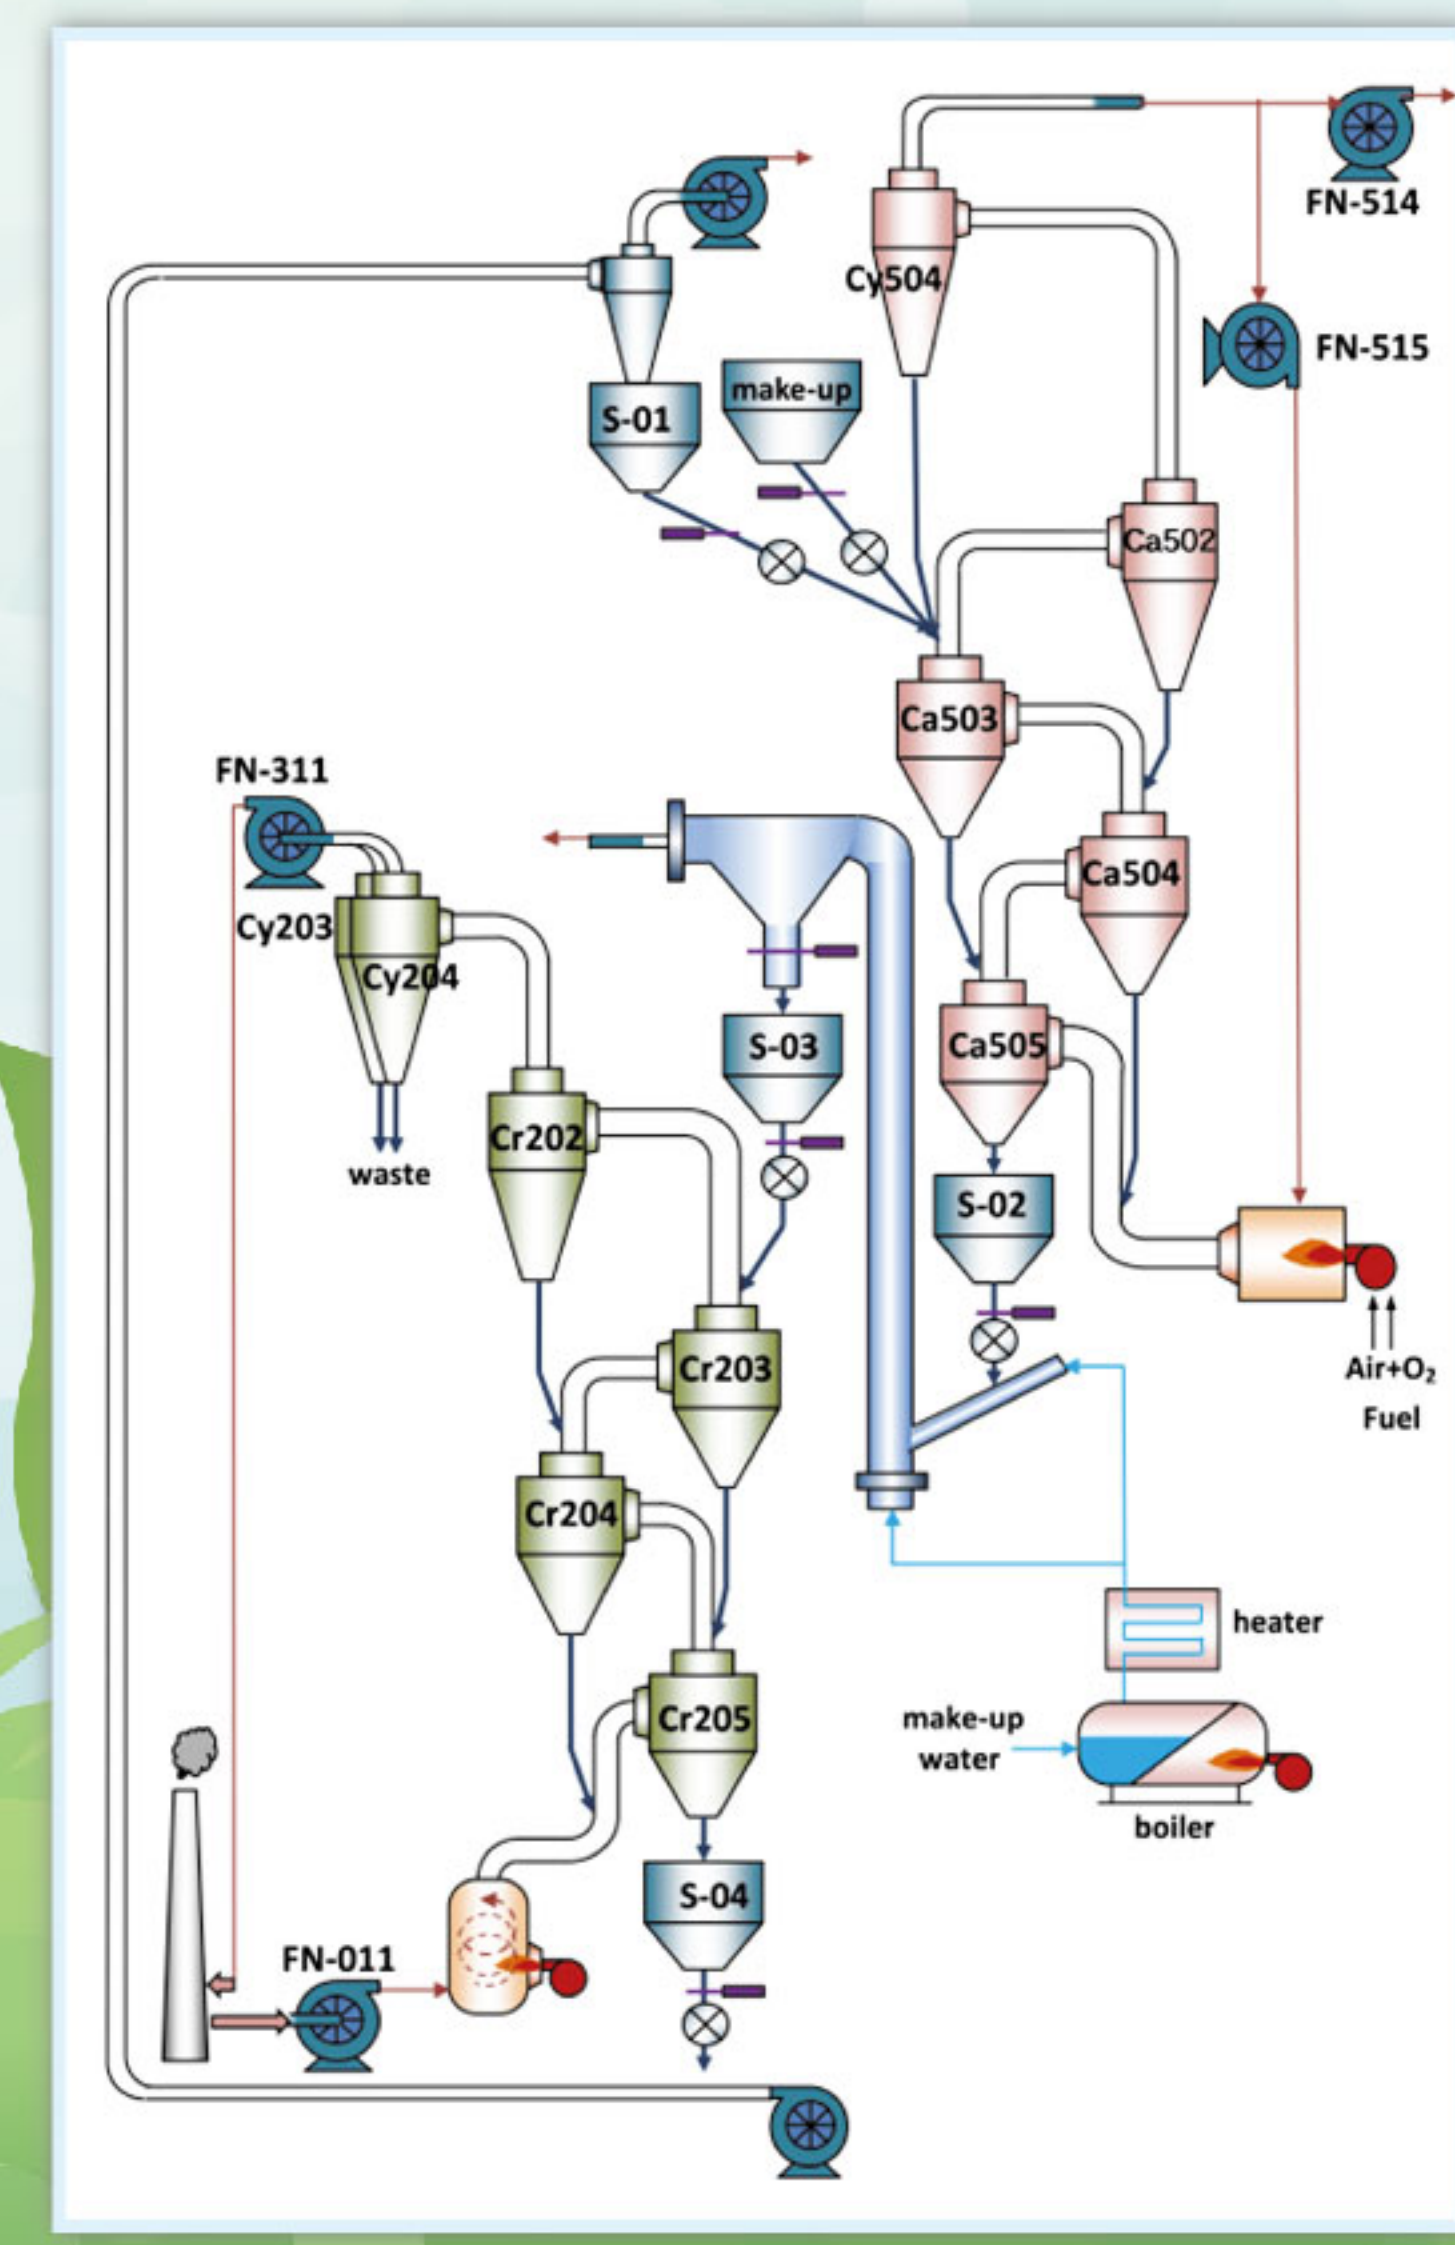 FN-514
Cy504
FN-515
make-up
S-01
Ca502
Ca503
FN-311
Ca504
Cy203
Cy204
S-03
Ca505
Cr202
waste
S-02
Cr203
Air+O₂
Fuel
Cr204
heater
Cr205
make-up
water
boiler
S-04
FN-011